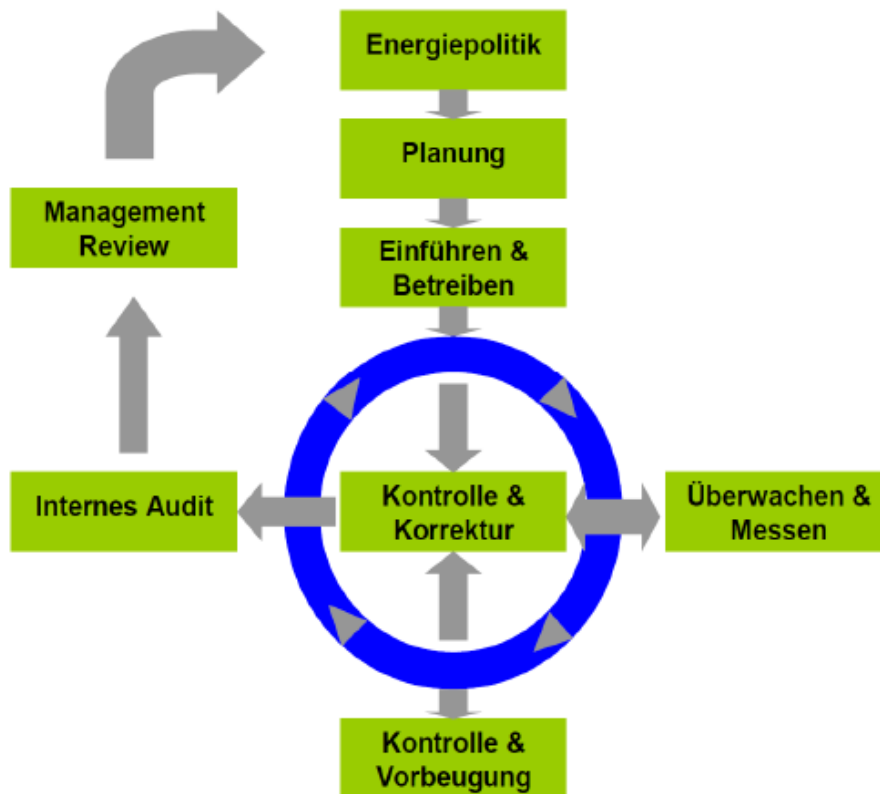 Energiepolitik
Planung
Management
Review
Einführen &
Betreiben
Internes Audit
Kontrolle &
Korrektur
Überwachen &
Messen
Kontrolle &
Vorbeugung